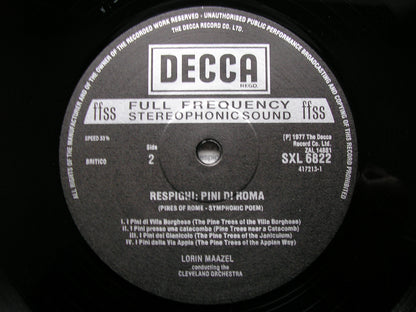 ALL RIGHTS OF THE MANUFACTURER AND OF THE OWNER OF THE RECORDED WORK RESERVED - UNAUTHORISED PUBLIC PERFORMANCE BROADCASTING AND COPYING OF THIS RECORD PROHIBITED
THE DECCA RECORD CO. LTD.
DECCA
REGD.
ffss FULL FREQUENCY ffss
STEREOPHONIC SOUND
SPEED 33⅓
Side
2
BRITICO
[P] 1977 The Decca
Record Co. Ltd.
ZAL 14881
SXL 6822
417213-1
RESPIGHI: PINI DI ROMA
(PINES OF ROME - SYMPHONIC POEM)
I. I Pini di Villa Borghese (The Pine Trees of the Villa Borghese)
II. I Pini presso una catacomba (Pine Trees near a Catacomb)
III. I Pini del Gianicolo (The Pine Trees of the Janiculum)
IV. I Pini della Via Appia (The Pine Trees of the Appian Way)
LORIN MAAZEL
conducting the
CLEVELAND ORCHESTRA